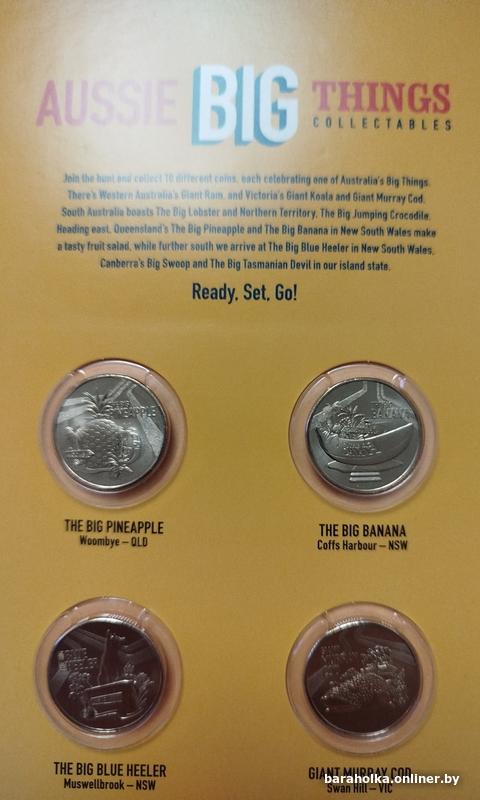 AUSSIE BIG THINGS
COLLECTABLES
Join the hunt and collect 10 different coins, each celebrating one of Australia's Big Things.
There's Western Australia's Giant Ram, and Victoria's Giant Koala and Giant Murray Cod.
South Australia boasts The Big Lobster and Northern Territory, The Big Jumping Crocodile.
Heading east, Queensland's The Big Pineapple and The Big Banana in New South Wales make
a tasty fruit salad, while further south we arrive at The Big Blue Heeler in New South Wales,
Canberra's Big Swoop and The Big Tasmanian Devil in our island state.
Ready, Set, Go!
THE BIG PINEAPPLE
Woombye – QLD
THE BIG BANANA
Coffs Harbour – NSW
THE BIG BLUE HEELER
Muswellbrook – NSW
GIANT MURRAY COD
Swan Hill – VIC
baraholka.onliner.by